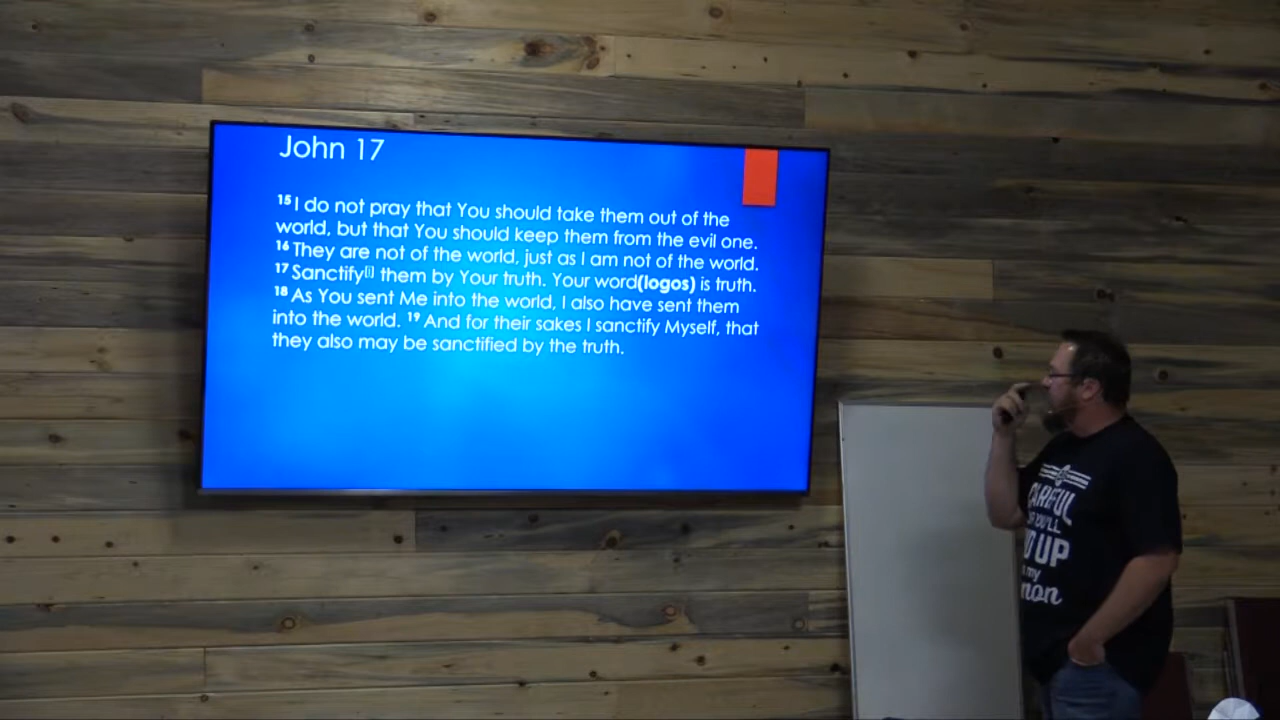 John 17
15 I do not pray that You should take them out of the
world, but that You should keep them from the evil one.
16 They are not of the world, just as I am not of the world.
17 Sanctify[i] them by Your truth. Your word(logos) is truth.
18 As You sent Me into the world, I also have sent them
into the world. 19 And for their sakes I sanctify Myself, that
they also may be sanctified by the truth.
UP
my